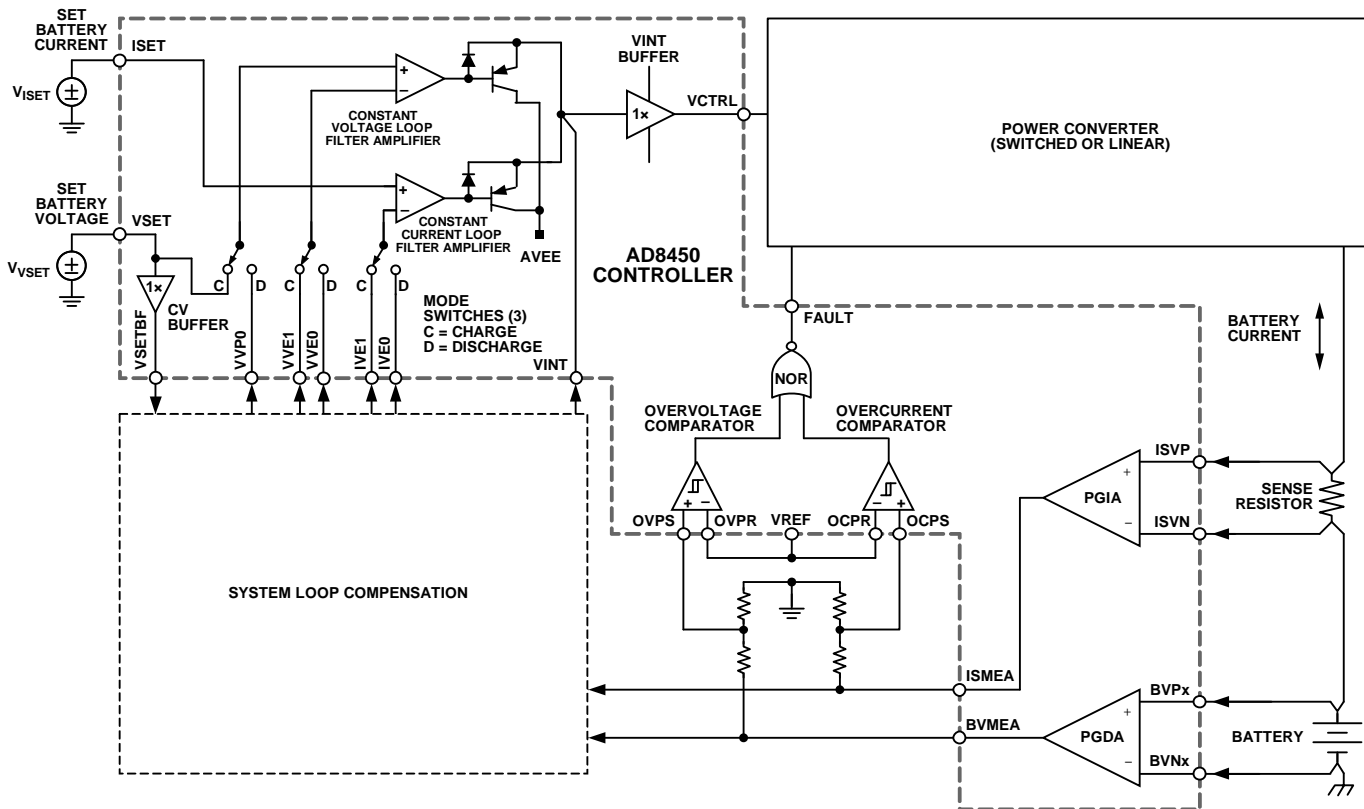 SET
BATTERY
CURRENT
ISET
VISET
±
SET
BATTERY
VOLTAGE
VSET
VVSET
±
1×
CV
BUFFER
VSETBF
C
D
C
D
C
D
VVP0
VVE1
VVE0
IVE1
IVE0
MODE
SWITCHES (3)
C = CHARGE
D = DISCHARGE
VINT
+
−
CONSTANT
VOLTAGE LOOP
FILTER AMPLIFIER
+
−
CONSTANT
CURRENT LOOP
FILTER AMPLIFIER
AVEE
VINT
BUFFER
1×
VCTRL
POWER CONVERTER
(SWITCHED OR LINEAR)
AD8450
CONTROLLER
FAULT
NOR
BATTERY
CURRENT
OVERVOLTAGE
COMPARATOR
OVERCURRENT
COMPARATOR
+ −
− +
OVPS
OVPR
VREF
OCPR
OCPS
ISVP
+
PGIA
−
ISVN
SENSE
RESISTOR
SYSTEM LOOP COMPENSATION
ISMEA
BVMEA
BVPx
+
PGDA
−
BVNx
BATTERY